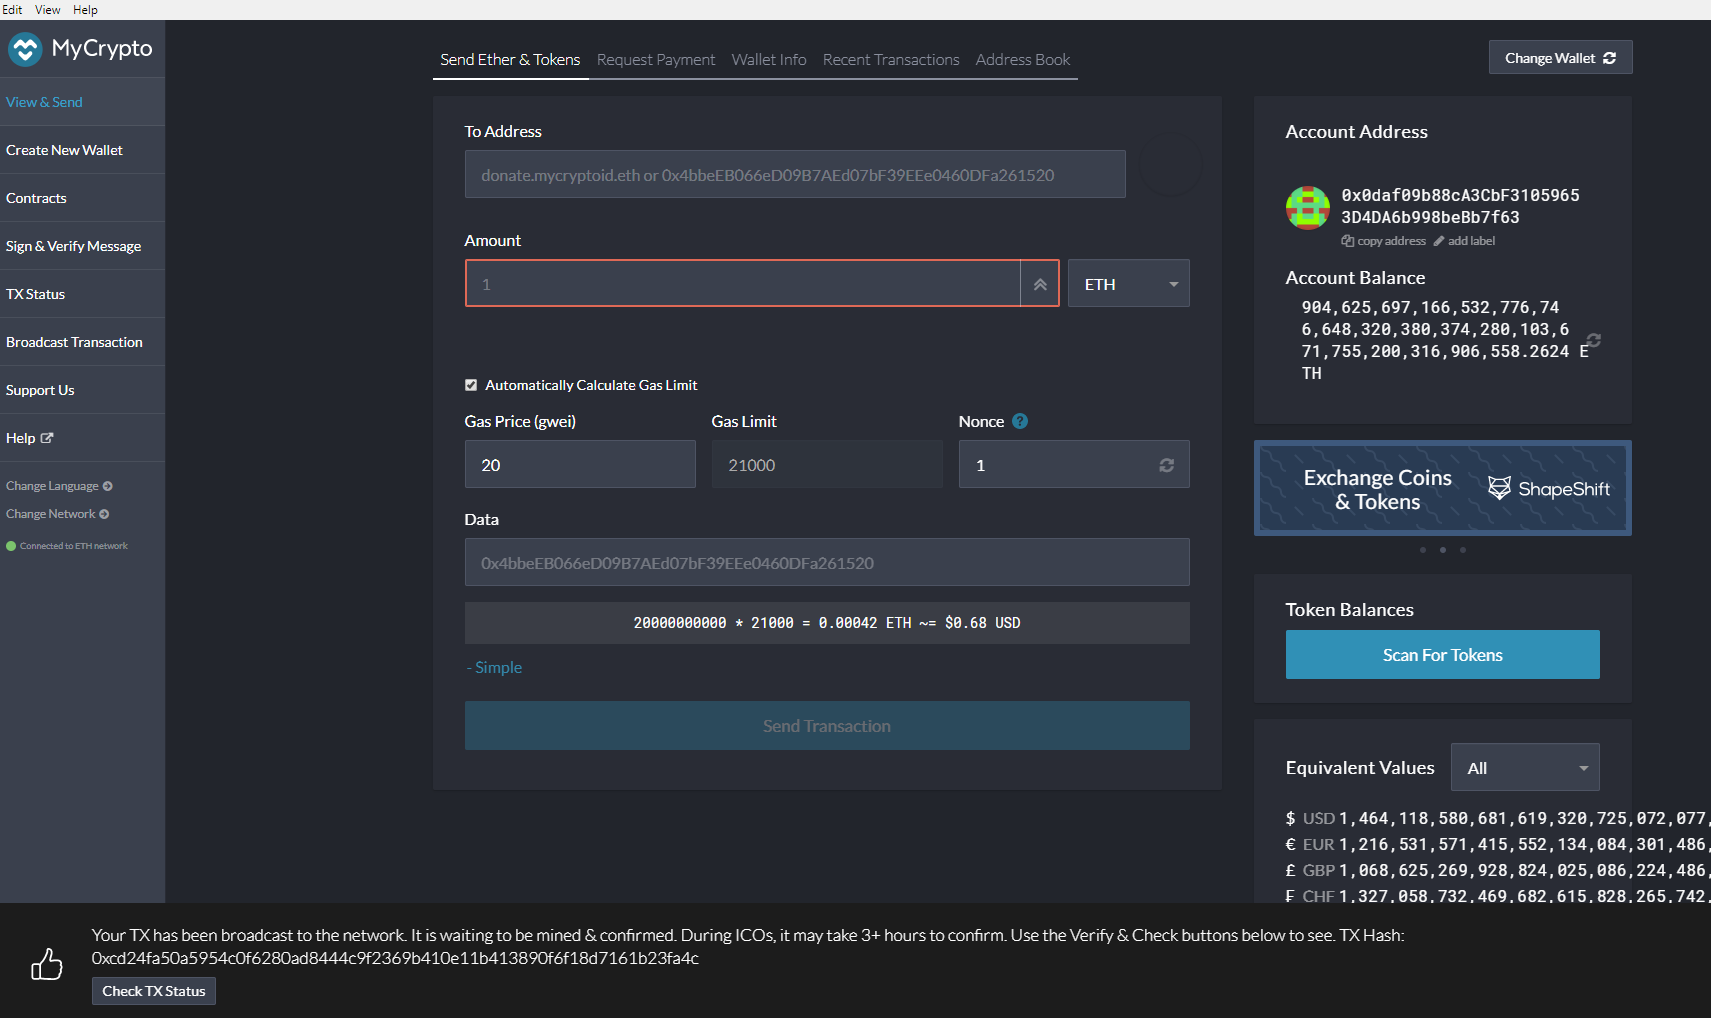 Edit View Help
MyCrypto
View & Send
Create New Wallet
Contracts
Sign & Verify Message
TX Status
Broadcast Transaction
Support Us
Help
Change Language
Change Network
Connected to ETH network
Send Ether & Tokens Request Payment Wallet Info Recent Transactions Address Book
Change Wallet
To Address
donate.mycryptoid.eth or 0x4bbeEB066eD09B7AEd07bF39EEe0460DFa261520
Amount
1
ETH
Automatically Calculate Gas Limit
Gas Price (gwei) Gas Limit Nonce ?
20 21000 1
Data
0x4bbeEB066eD09B7AEd07bF39EEe0460DFa261520
20000000000 * 21000 = 0.00042 ETH ~= $0.68 USD
- Simple
Send Transaction
Account Address
0x0daf09b88cA3CbF3105965
3D4DA6b998beBb7f63
copy address add label
Account Balance
904,625,697,166,532,776,74
6,648,320,380,374,280,103,6
71,755,200,316,906,558.2624 E
TH
Exchange Coins
& Tokens
ShapeShift
Token Balances
Scan For Tokens
Equivalent Values All
$ USD 1,464,118,580,681,619,320,725,072,077,
€ EUR 1,216,531,571,415,552,134,084,301,486,
£ GBP 1,068,625,269,928,824,025,086,224,486,
₣ CHF 1,327,058,732,469,682,615,828,265,742,
Your TX has been broadcast to the network. It is waiting to be mined & confirmed. During ICOs, it may take 3+ hours to confirm. Use the Verify & Check buttons below to see. TX Hash:
0xcd24fa50a5954c0f6280ad8444c9f2369b410e11b413890f6f18d7161b23fa4c
Check TX Status